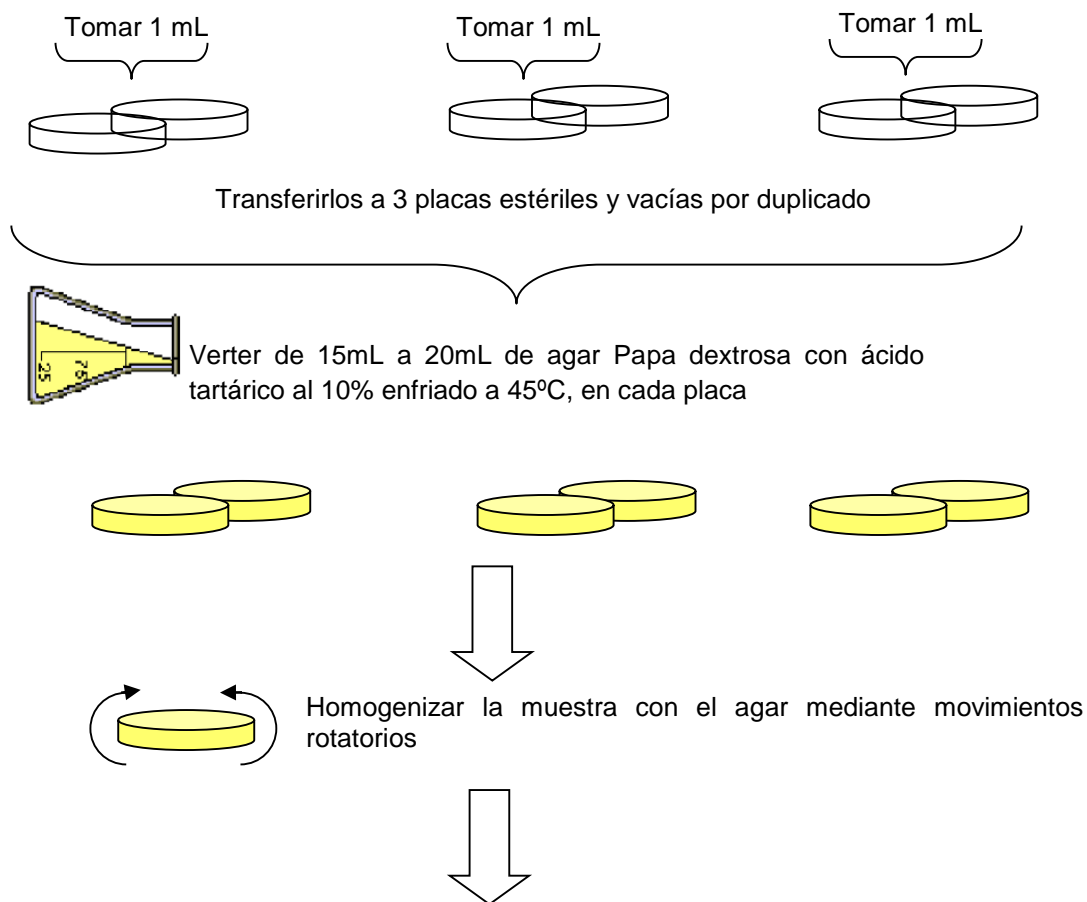 Tomar 1 mL
Tomar 1 mL
Tomar 1 mL
Transferirlos a 3 placas estériles y vacías por duplicado
75
25
Verter de 15mL a 20mL de agar Papa dextrosa con ácido
tartárico al 10% enfriado a 45ºC, en cada placa
Homogenizar la muestra con el agar mediante movimientos
rotatorios